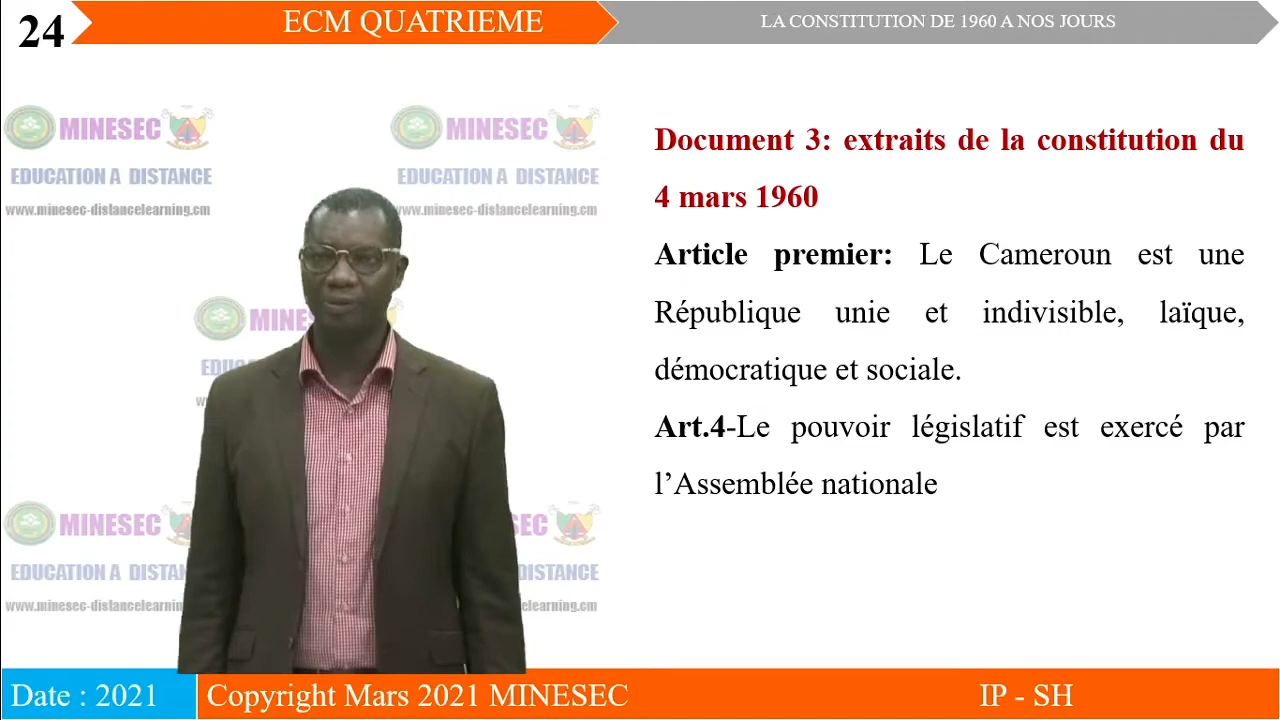 24
ECM QUATRIEME
LA CONSTITUTION DE 1960 A NOS JOURS
MINESEC
MINESEC
EDUCATION A DISTANCE
EDUCATION A DISTANCE
www.minesec-distancelearning.cm
www.minesec-distancelearning.cm
Document 3: extraits de la constitution du
4 mars 1960
Article premier: Le Cameroun est une
République unie et indivisible, laïque,
démocratique et sociale.
Art.4-Le pouvoir législatif est exercé par
l’Assemblée nationale
MINESEC
EDUCATION A DISTAN
DISTANCE
www.minesec-distancelearnin
elearning.cm
Date : 2021
Copyright Mars 2021 MINESEC
IP - SH